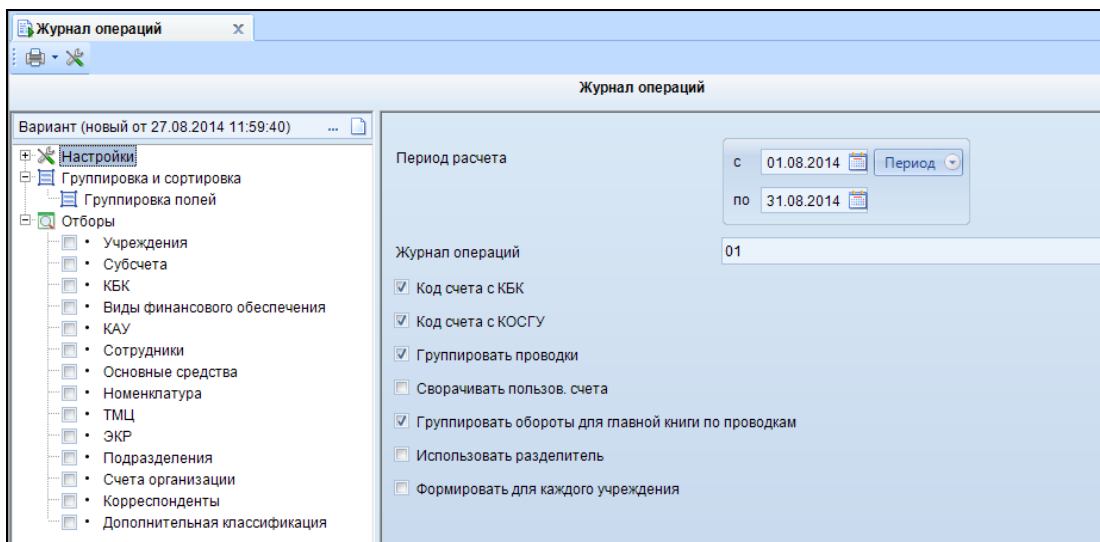 Журнал операций x
Журнал операций
Вариант (новый от 27.08.2014 11:59:40) ...
Настройки
Группировка и сортировка
Группировка полей
Отборы
Учреждения
Субсчета
КБК
Виды финансового обеспечения
КАУ
Сотрудники
Основные средства
Номенклатура
ТМЦ
ЭКР
Подразделения
Счета организации
Корреспонденты
Дополнительная классификация
Период расчета
с 01.08.2014 Период
по 31.08.2014
Журнал операций 01
Код счета с КБК
Код счета с КОСГУ
Группировать проводки
Сворачивать пользов. счета
Группировать обороты для главной книги по проводкам
Использовать разделитель
Формировать для каждого учреждения